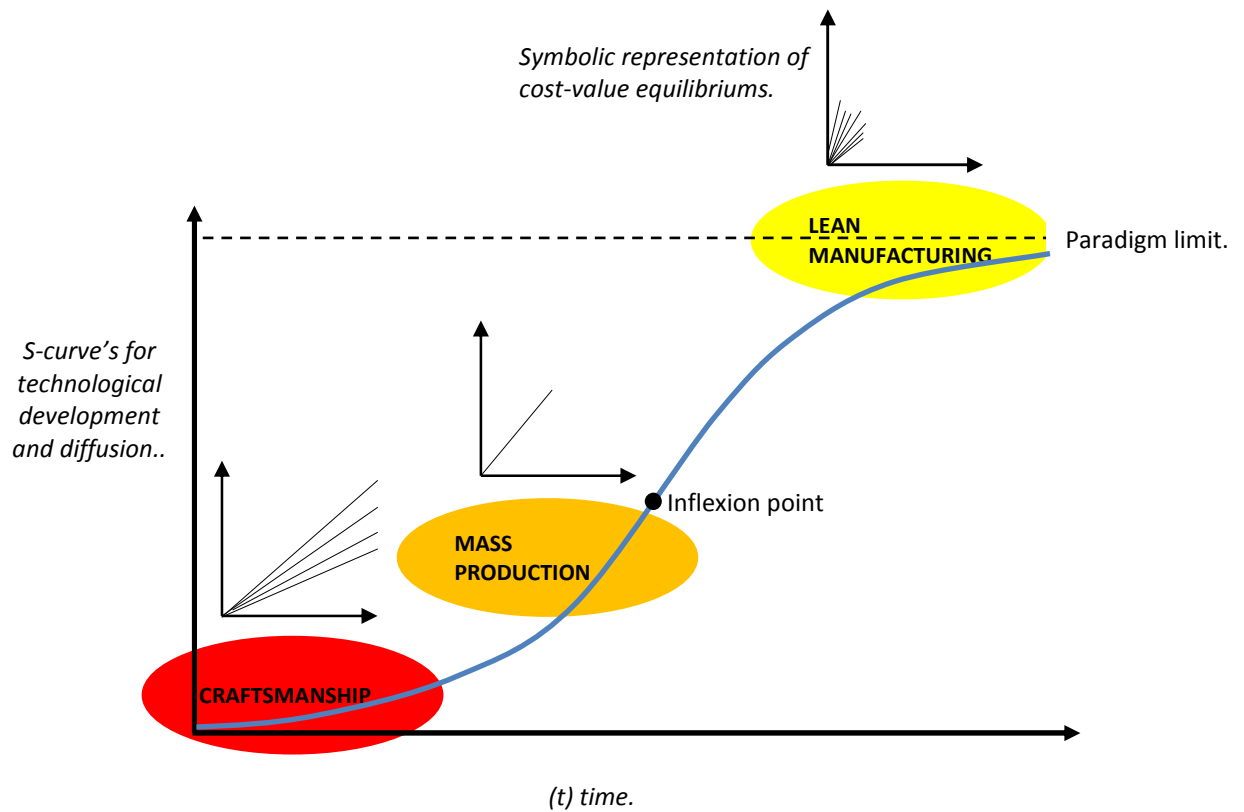 Symbolic representation of
cost-value equilibriums.
LEAN
MANUFACTURING
Paradigm limit.
S-curve’s for
technological
development
and diffusion..
Inflexion point
MASS
PRODUCTION
CRAFTSMANSHIP
(t) time.